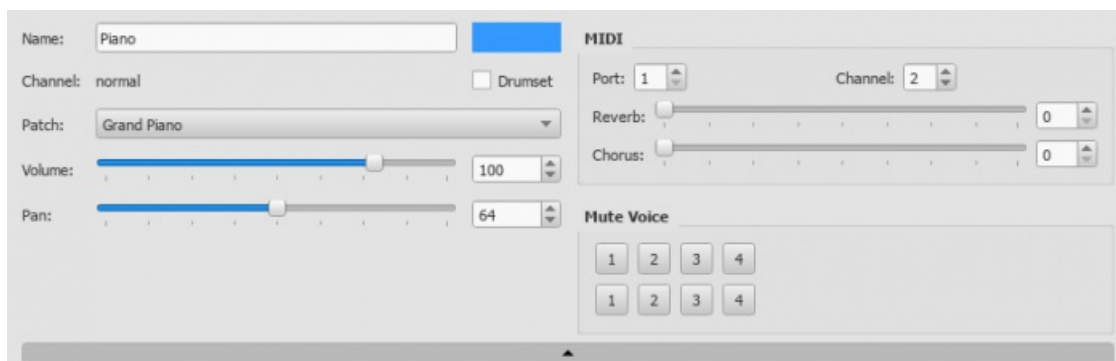 Name: Piano
Channel: normal Drumset
Patch: Grand Piano
Volume: 100
Pan: 64
MIDI
Port: 1 Channel: 2
Reverb: 0
Chorus: 0
Mute Voice
1 2 3 4
1 2 3 4